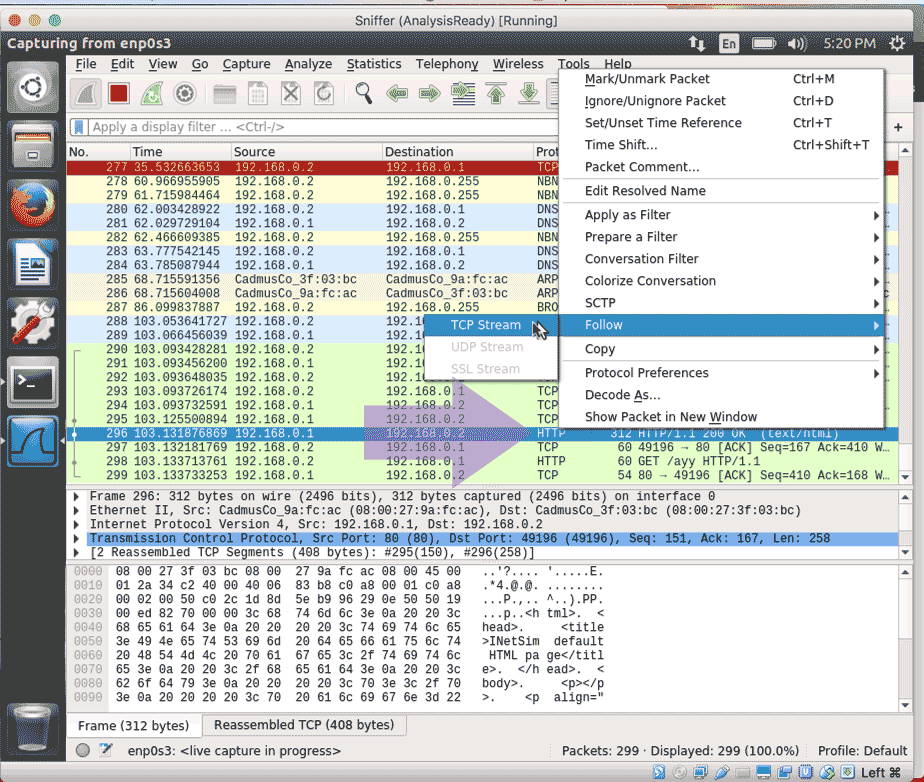 Sniffer (AnalysisReady) [Running]
Capturing from enp0s3 En 5:20 PM
File Edit View Go Capture Analyze Statistics Telephony Wireless Tools Help
Apply a display filter ... <Ctrl-/>
No. Time Source Destination Prot
277 35.532663653 192.168.0.2 192.168.0.1 TCP
278 60.966955905 192.168.0.2 192.168.0.255 NBN
279 61.715984464 192.168.0.2 192.168.0.255 NBN
280 62.003428922 192.168.0.2 192.168.0.1 DNS
281 62.029729104 192.168.0.1 192.168.0.2 DNS
282 62.466609385 192.168.0.2 192.168.0.255 NBN
283 63.777542145 192.168.0.2 192.168.0.1 DNS
284 63.785087944 192.168.0.1 192.168.0.2 DNS
285 68.715591356 CadmusCo_3f:03:bc CadmusCo_9a:fc:ac ARP
286 68.715604008 CadmusCo_9a:fc:ac CadmusCo_3f:03:bc ARP
287 86.099837887 192.168.0.2 192.168.0.255 BRO
288 103.053641727 192.168.0.2 192.1
289 103.066456039 192.168.0.1 192.1
290 103.093428281 192.168.0.2 192.1
291 103.093456200 192.168.0.1 192.1
292 103.093648035 192.168.0.2 192.1
293 103.093726174 192.168.0.2 192.168.0.1 TCP
294 103.093732591 192.168.0.1 192.168.0.2 TCP
295 103.125500894 192.168.0.1 192.168.0.2 TCP
296 103.131876869 192.168.0.1 192.168.0.2 HTTP 312 HTTP/1.1 200 OK (text/html)
297 103.132181769 192.168.0.2 192.168.0.1 TCP 60 49196 → 80 [ACK] Seq=167 Ack=410 W…
298 103.133713761 192.168.0.2 192.168.0.1 HTTP 60 GET /ayy HTTP/1.1
299 103.133733253 192.168.0.1 192.168.0.2 TCP 54 80 → 49196 [ACK] Seq=410 Ack=168 W…
Mark/Unmark Packet Ctrl+M
Ignore/Unignore Packet Ctrl+D
Set/Unset Time Reference Ctrl+T
Time Shift... Ctrl+Shift+T
Packet Comment...
Edit Resolved Name
Apply as Filter
Prepare a Filter
Conversation Filter
Colorize Conversation
SCTP
Follow
Copy
Protocol Preferences
Decode As...
Show Packet in New Window
TCP Stream
UDP Stream
SSL Stream
Frame 296: 312 bytes on wire (2496 bits), 312 bytes captured (2496 bits) on interface 0
Ethernet II, Src: CadmusCo_9a:fc:ac (08:00:27:9a:fc:ac), Dst: CadmusCo_3f:03:bc (08:00:27:3f:03:bc)
Internet Protocol Version 4, Src: 192.168.0.1, Dst: 192.168.0.2
Transmission Control Protocol, Src Port: 80 (80), Dst Port: 49196 (49196), Seq: 151, Ack: 167, Len: 258
[2 Reassembled TCP Segments (408 bytes): #295(150), #296(258)]
0000 08 00 27 3f 03 bc 08 00 27 9a fc ac 08 00 45 00 ..'?.... '.....E.
0010 01 2a 34 c2 40 00 40 06 83 b8 c0 a8 00 01 c0 a8 .*4.@.@. ........
0020 00 02 00 50 c0 2c 1d 8d 5e b9 96 29 0e 50 50 19 ...P.,.. ^..).PP.
0030 00 ed 82 70 00 00 3c 68 74 6d 6c 3e 0a 20 20 3c ...p..<h tml>. <
0040 68 65 61 64 3e 0a 20 20 20 20 3c 74 69 74 6c 65 head>. <title
0050 3e 49 4e 65 74 53 69 6d 20 64 65 66 61 75 6c 74 >INetSim default
0060 20 48 54 4d 4c 20 70 61 67 65 3c 2f 74 69 74 6c HTML pa ge</titl
0070 65 3e 0a 20 20 3c 2f 68 65 61 64 3e 0a 20 20 3c e>. </h ead>. <
0080 62 6f 64 79 3e 0a 20 20 20 20 3c 70 3e 3c 2f 70 body>. <p></p
0090 3e 0a 20 20 20 20 3c 70 20 61 6c 69 67 6e 3d 22 >. <p align="
Frame (312 bytes) Reassembled TCP (408 bytes)
enp0s3: <live capture in progress> Packets: 299 · Displayed: 299 (100.0%) Profile: Default
Left ⌘